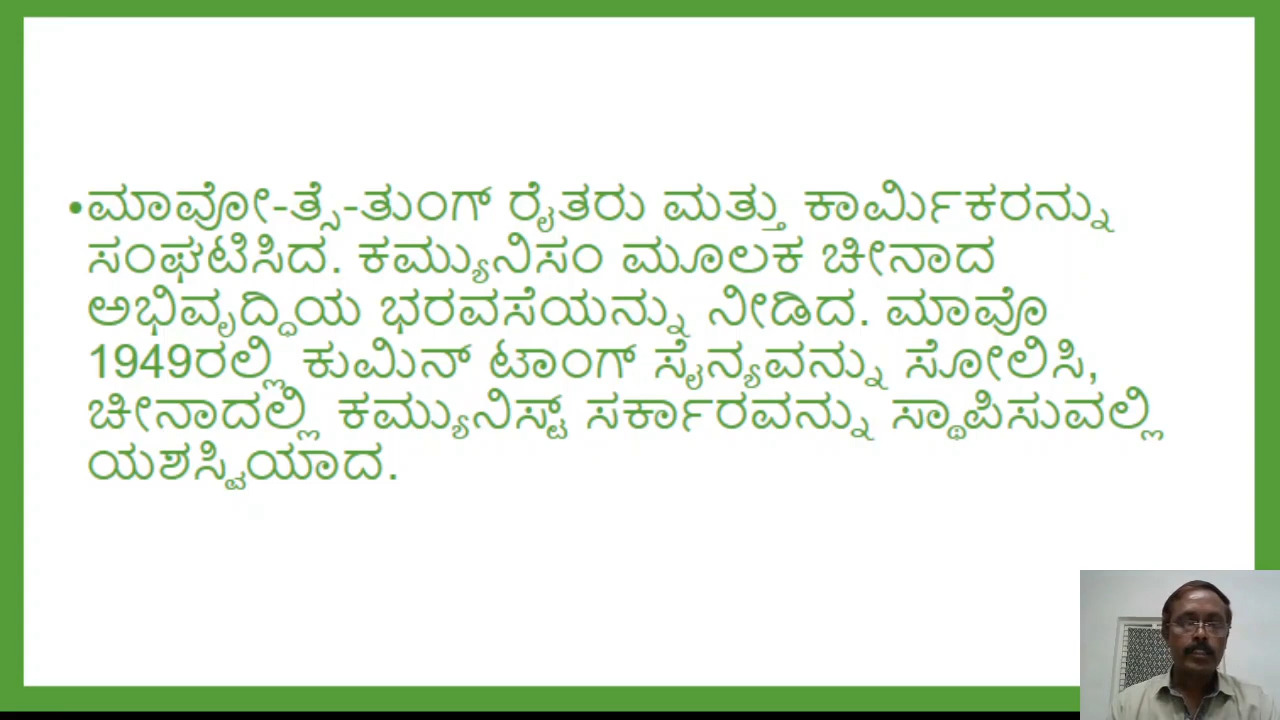 •ಮಾವೋ-ತ್ಸೆ-ತುಂಗ್ ರೈತರು ಮತ್ತು ಕಾರ್ಮಿಕರನ್ನು
ಸಂಘಟಿಸಿದ. ಕಮ್ಯುನಿಸಂ ಮೂಲಕ ಚೀನಾದ
ಅಭಿವೃದ್ಧಿಯ ಭರವಸೆಯನ್ನು ನೀಡಿದ. ಮಾವೊ
1949ರಲ್ಲಿ ಕುಮಿನ್ ಟಾಂಗ್ ಸೈನ್ಯವನ್ನು ಸೋಲಿಸಿ,
ಚೀನಾದಲ್ಲಿ ಕಮ್ಯುನಿಸ್ಟ್ ಸರ್ಕಾರವನ್ನು ಸ್ಥಾಪಿಸುವಲ್ಲಿ
ಯಶಸ್ವಿಯಾದ.